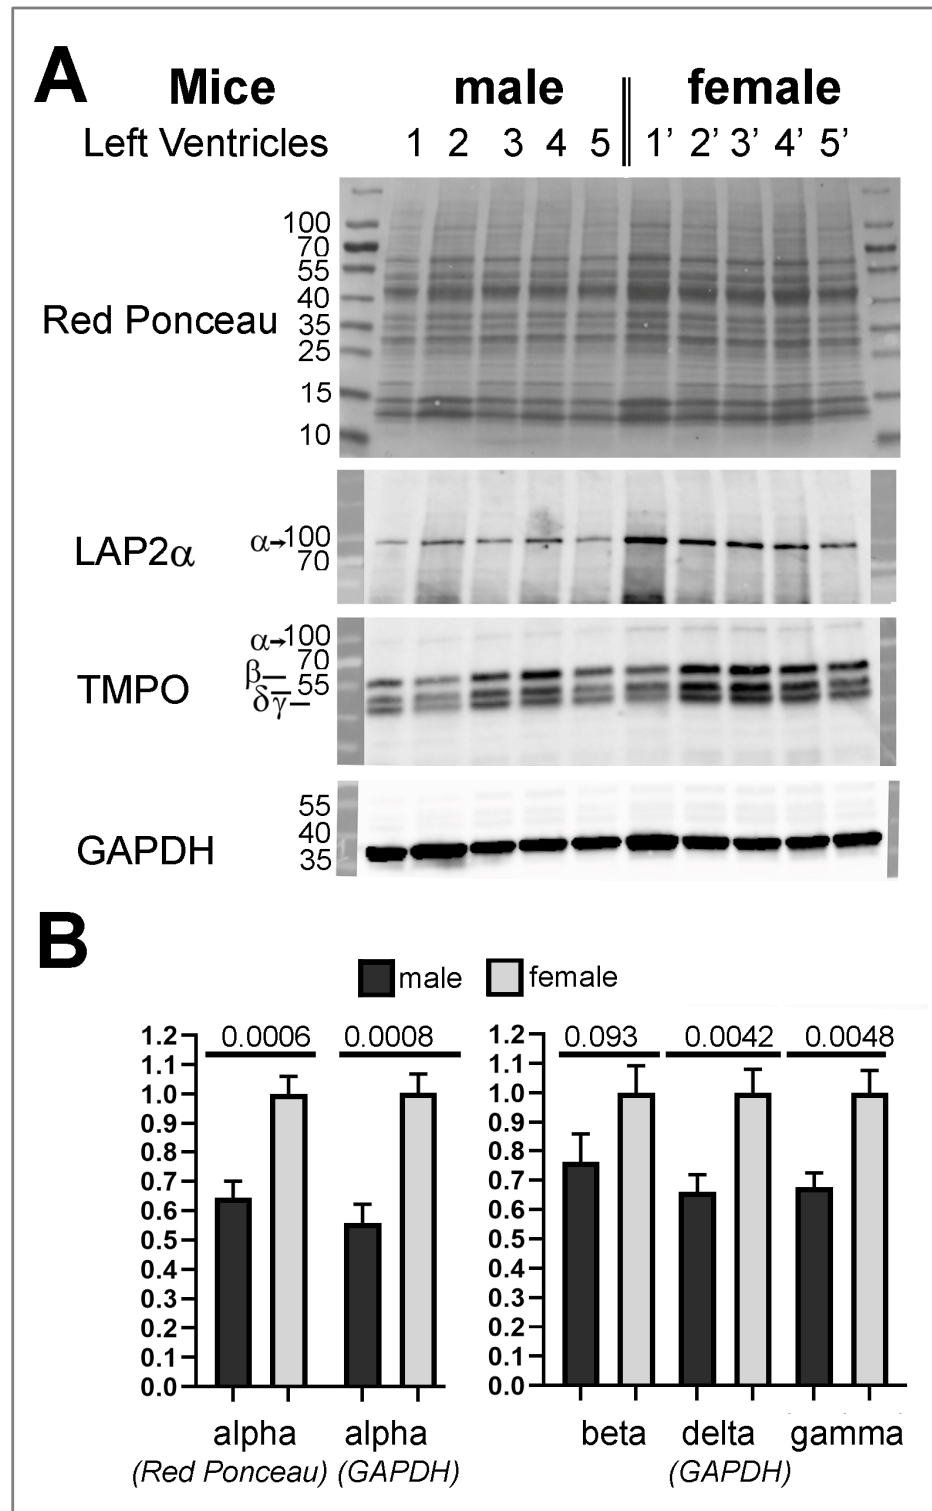 A
Mice male female
Left Ventricles 1 2 3 4 5 1’ 2’ 3’ 4’ 5’
Red Ponceau
100
70
55
40
35
25
15
10
LAP2α
α→100
70
TMPO
α→100
70
β
55
δγ
GAPDH
55
40
35
B
male female
1.2
1.1
1.0
0.9
0.8
0.7
0.6
0.5
0.4
0.3
0.2
0.1
0.0
0.0006 0.0008
alpha alpha
(Red Ponceau) (GAPDH)
1.2
1.1
1.0
0.9
0.8
0.7
0.6
0.5
0.4
0.3
0.2
0.1
0.0
0.093 0.0042 0.0048
beta delta gamma
(GAPDH)